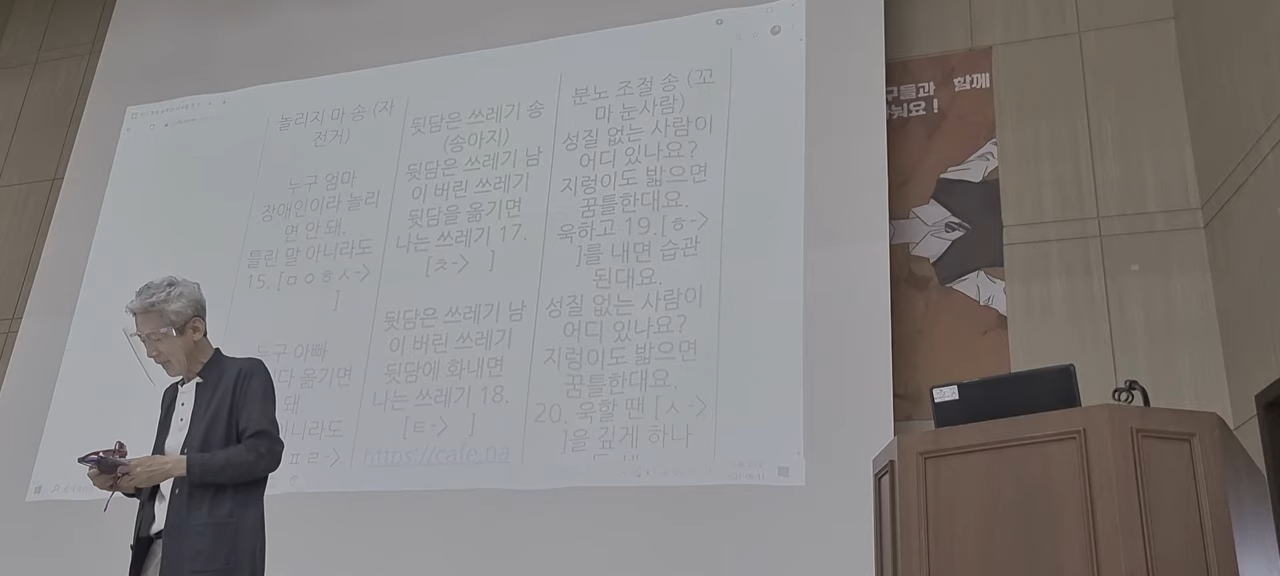 놀리지 마 송 (자
전거)
누구 엄마
장애인이라 놀리
면 안 돼.
틀린 말 아니라도
15. [ㅁㅇㅎㅅ->
]
누구 아빠
다 옮기면
돼
아니라도
ㅍㄹ->
뒷담은 쓰레기 송
(송아지)
뒷담은 쓰레기 남
이 버린 쓰레기
뒷담을 옮기면
나는 쓰레기 17.
[ㅊ-> ]
뒷담은 쓰레기 남
이 버린 쓰레기
뒷담에 화내면
나는 쓰레기 18.
[ㅌ-> ]
https://cafe.na
분노 조절 송 (꼬
마 눈사람)
성질 없는 사람이
어디 있나요?
지렁이도 밟으면
꿈틀한대요.
욱하고 19.[ㅎ->
]를 내면 습관
된대요.
성질 없는 사람이
어디 있나요?
지렁이도 밟으면
꿈틀한대요.
20. 욱할 땐 [ㅅ->
]을 깊게 하나
구들과 함께
눠요!